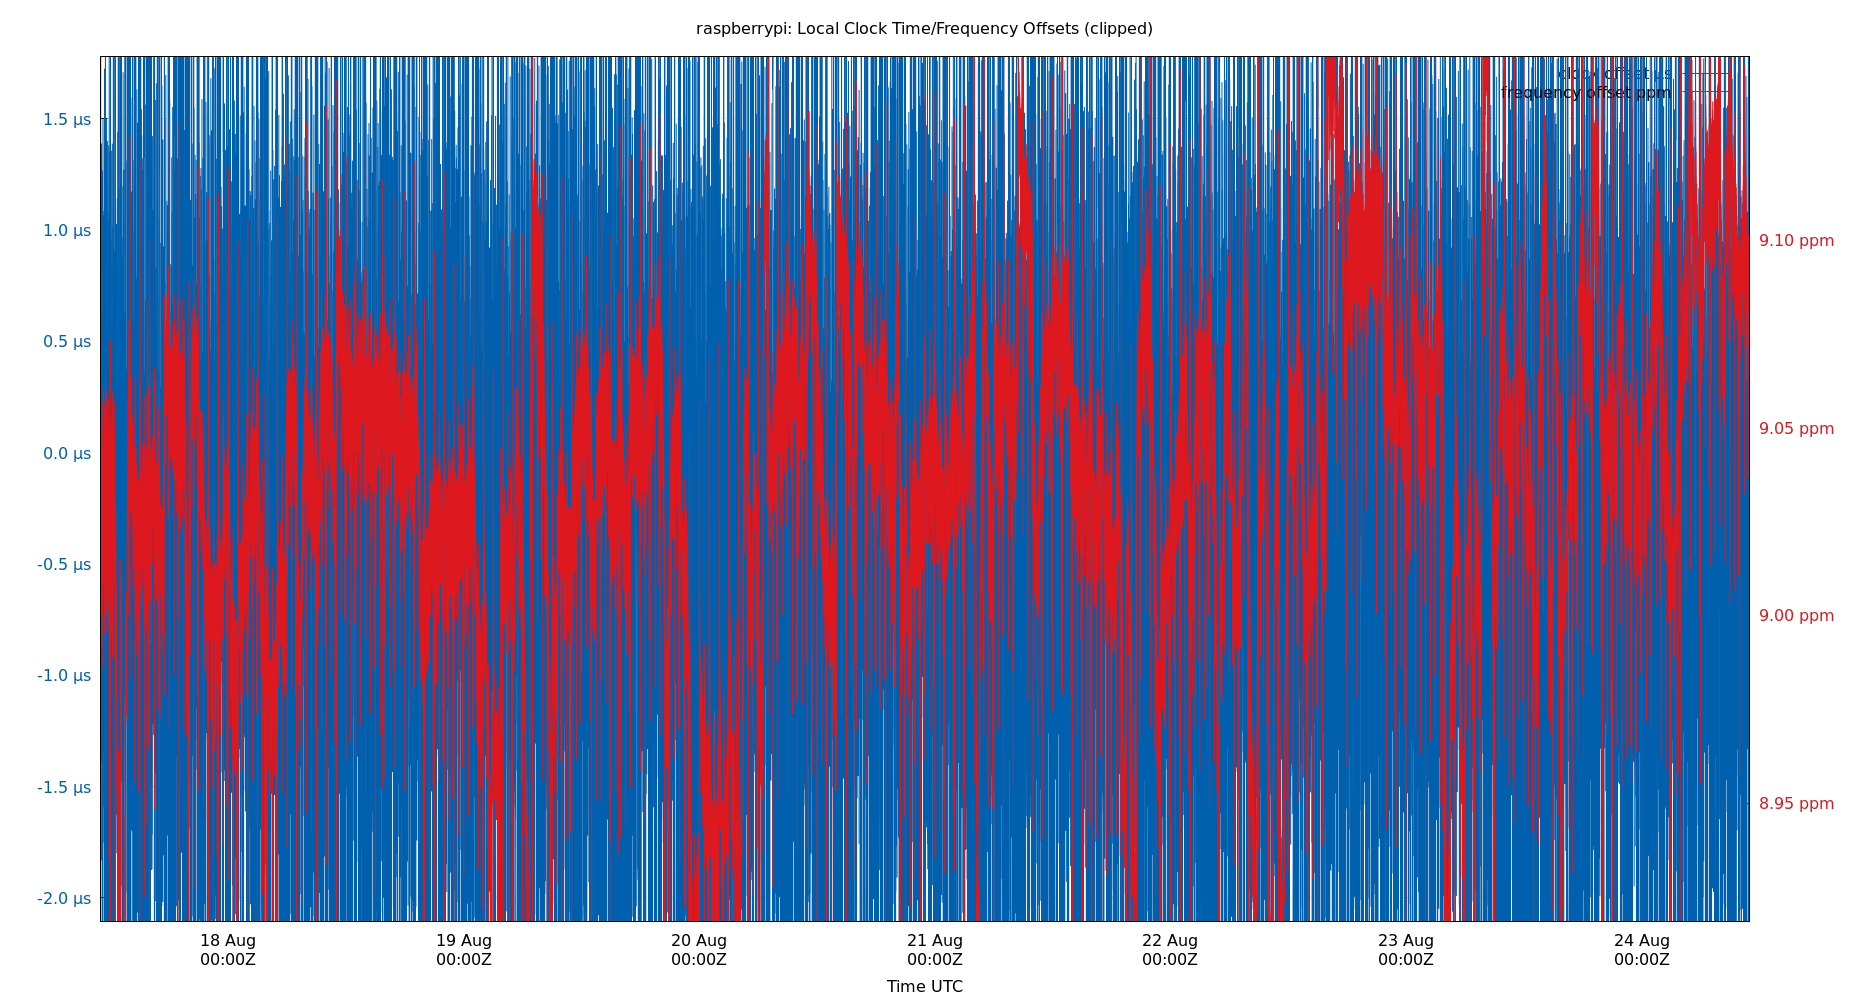 raspberrypi: Local Clock Time/Frequency Offsets (clipped)
clock offset µs
frequency offset ppm
1.5 µs
1.0 µs
0.5 µs
0.0 µs
-0.5 µs
-1.0 µs
-1.5 µs
-2.0 µs
9.10 ppm
9.05 ppm
9.00 ppm
8.95 ppm
18 Aug
00:00Z
19 Aug
00:00Z
20 Aug
00:00Z
21 Aug
00:00Z
22 Aug
00:00Z
23 Aug
00:00Z
24 Aug
00:00Z
Time UTC